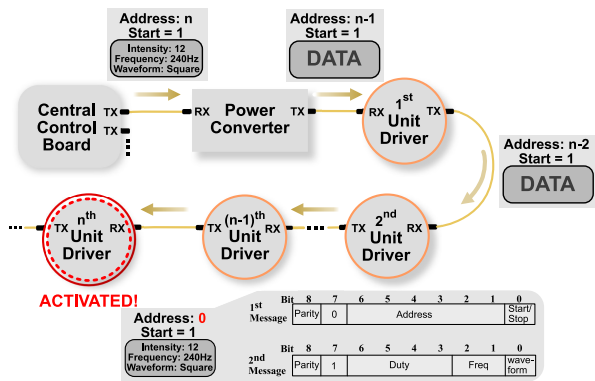 Address: n
Start = 1
Intensity: 12
Frequency: 240Hz
Waveform: Square
Address: n-1
Start = 1
DATA
Central
Control
Board
TX
TX
RX
Power
Converter
TX
RX
1st
Unit
Driver
TX
Address: n-2
Start = 1
DATA
TX
nth
Unit
Driver
RX
TX
(n-1)th
Unit
Driver
RX
TX
2nd
Unit
Driver
RX
ACTIVATED!
Address: 0
Start = 1
Intensity: 12
Frequency: 240Hz
Waveform: Square
Bit 8 7 6 5 4 3 2 1 0
1st
Message
Parity 0 Address Start/
Stop
Bit 8 7 6 5 4 3 2 1 0
2nd
Message
Parity 1 Duty Freq wave-
form